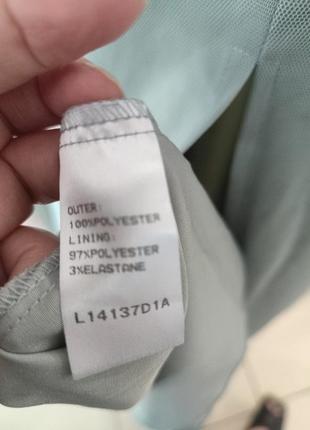 OUTER:
100%POLYESTER
LINING:
97%POLYESTER
3%ELASTANE
L14137D1A